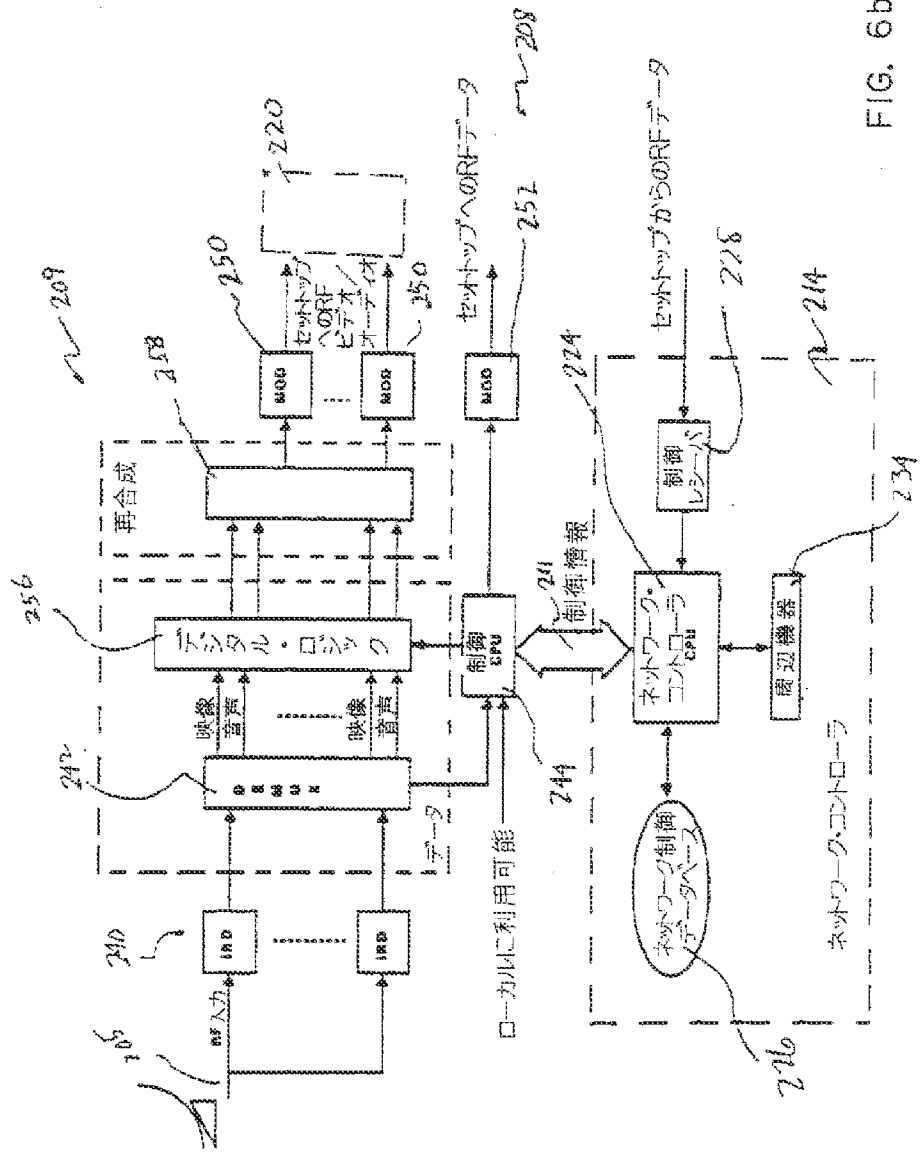 209
208
205
RF入力
240
IRD
IRD
242
DEMUX
データ
映像
音声
映像
音声
256
デジタル・ロジック
再合成
258
MOD
MOD
250
250
セットトップ
へのRF
ビデオ/
オーディオ
220
ローカルに利用可能
制御
CPU
244
MOD
252
セットトップへのRFデータ
制御情報
211
ネットワーク・
コントローラ
CPU
224
制御
レシーバ
228
セットトップからのRFデータ
214
周辺機器
234
ネットワーク制御
データベース
226
ネットワーク・コントローラ
FIG. 6b